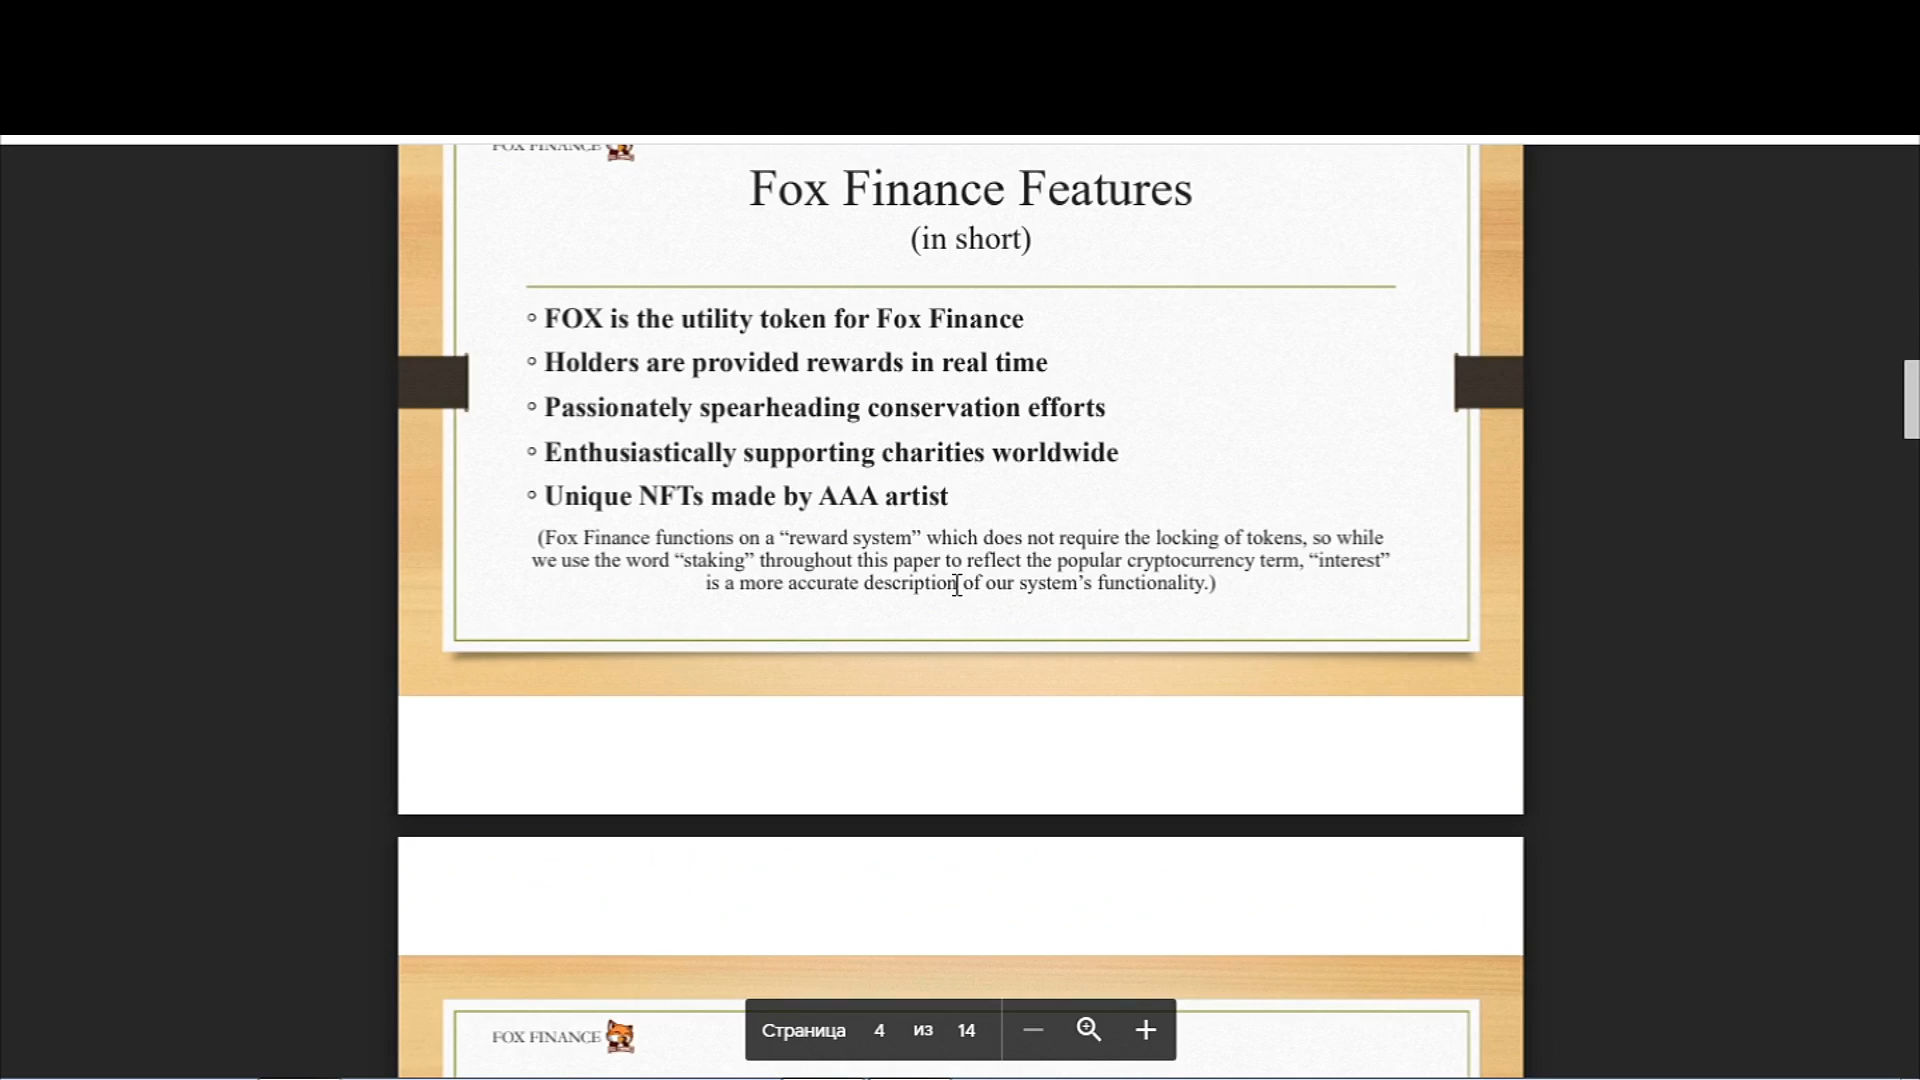 FOX FINANCE
Fox Finance Features
(in short)
◦ FOX is the utility token for Fox Finance
◦ Holders are provided rewards in real time
◦ Passionately spearheading conservation efforts
◦ Enthusiastically supporting charities worldwide
◦ Unique NFTs made by AAA artist
(Fox Finance functions on a “reward system” which does not require the locking of tokens, so while
we use the word “staking” throughout this paper to reflect the popular cryptocurrency term, “interest”
is a more accurate description of our system’s functionality.)
FOX FINANCE
Страница 4 из 14